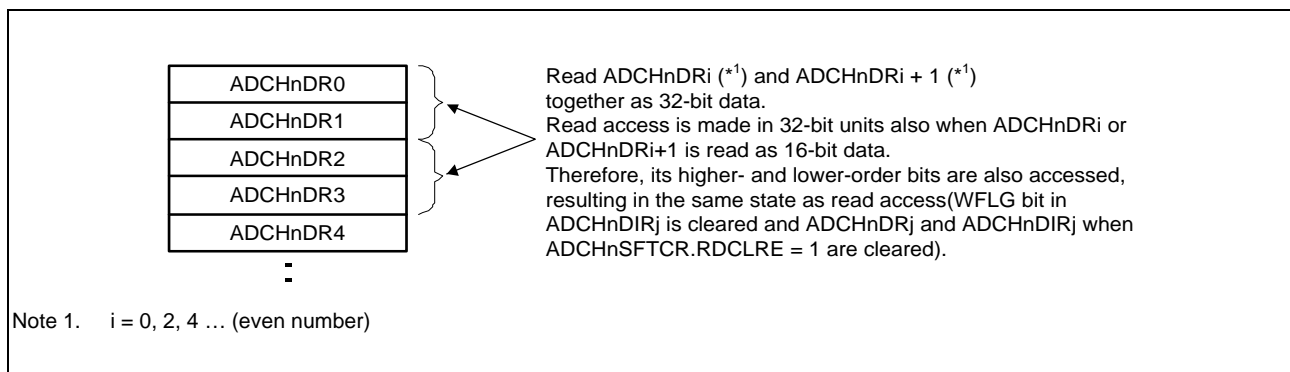 ADCHnDR0
ADCHnDR1
ADCHnDR2
ADCHnDR3
ADCHnDR4
Read ADCHnDRi (*1) and ADCHnDRi + 1 (*1)
together as 32-bit data.
Read access is made in 32-bit units also when ADCHnDRi or
ADCHnDRi+1 is read as 16-bit data.
Therefore, its higher- and lower-order bits are also accessed,
resulting in the same state as read access(WFLG bit in
ADCHnDIRj is cleared and ADCHnDRj and ADCHnDIRj when
ADCHnSFTCR.RDCLRE = 1 are cleared).
Note 1. i = 0, 2, 4 … (even number)